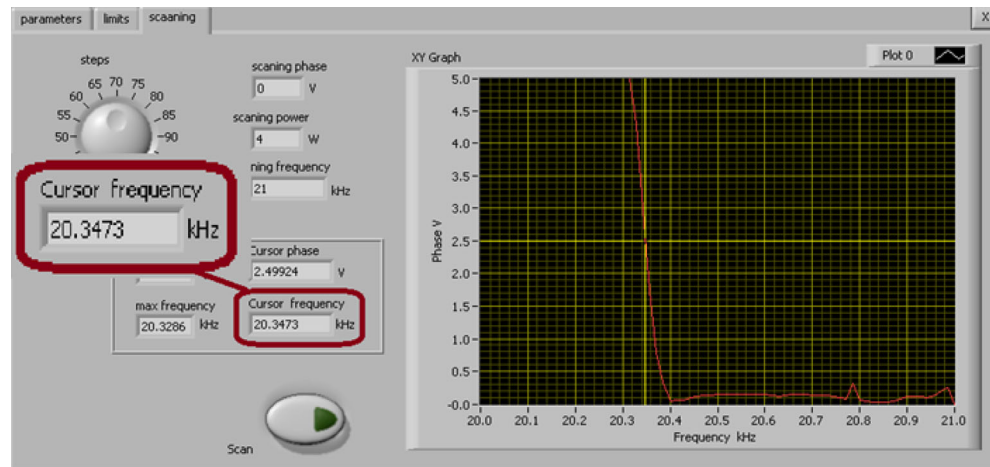 parameters limits scaaning X
steps
50 55 60 65 70 75 80 85 90
scaning phase
0 V
scaning power
4 W
ning frequency
21 kHz
Cursor frequency
20.3473 kHz
Cursor phase
2.49924 V
max frequency
20.3286 kHz
Cursor frequency
20.3473 kHz
Scan
XY Graph
Plot 0
Phase V
5.0
4.5
4.0
3.5
3.0
2.5
2.0
1.5
1.0
0.5
-0.0
20.0 20.1 20.2 20.3 20.4 20.5 20.6 20.7 20.8 20.9 21.0
Frequency kHz